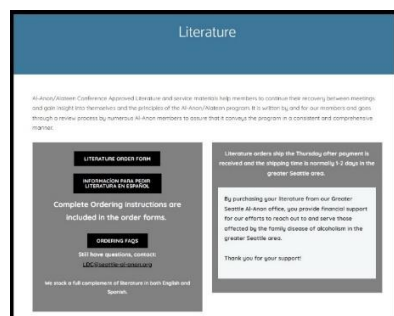 Literature
Al-Anon/Alateen Conference Approved Literature and service materials help members to continue their recovery between meetings
and gain insight into themselves and the principles of the Al-Anon/Alateen program. It is written by and for our members and goes
through a review process by numerous Al-Anon members to assure that it conveys the program in a consistent and comprehensive
manner.
LITERATURE ORDER FORM
INFORMACÍON PARA PEDIR
LITERATURA EN ESPAÑOL
Complete Ordering instructions are
included in the order forms.
ORDERING FAQS
Still have questions, contact:
LDC@seattle-al-anon.org
We stock a full complement of literature in both English and
Spanish.
Literature orders ship the Thursday after payment is
received and the shipping time is normally 1-2 days in the
greater Seattle area.
By purchasing your literature from our Greater
Seattle Al-Anon office, you provide financial support
for our efforts to reach out to and serve those
affected by the family disease of alcoholism in the
greater Seattle area.
Thank you for your support!